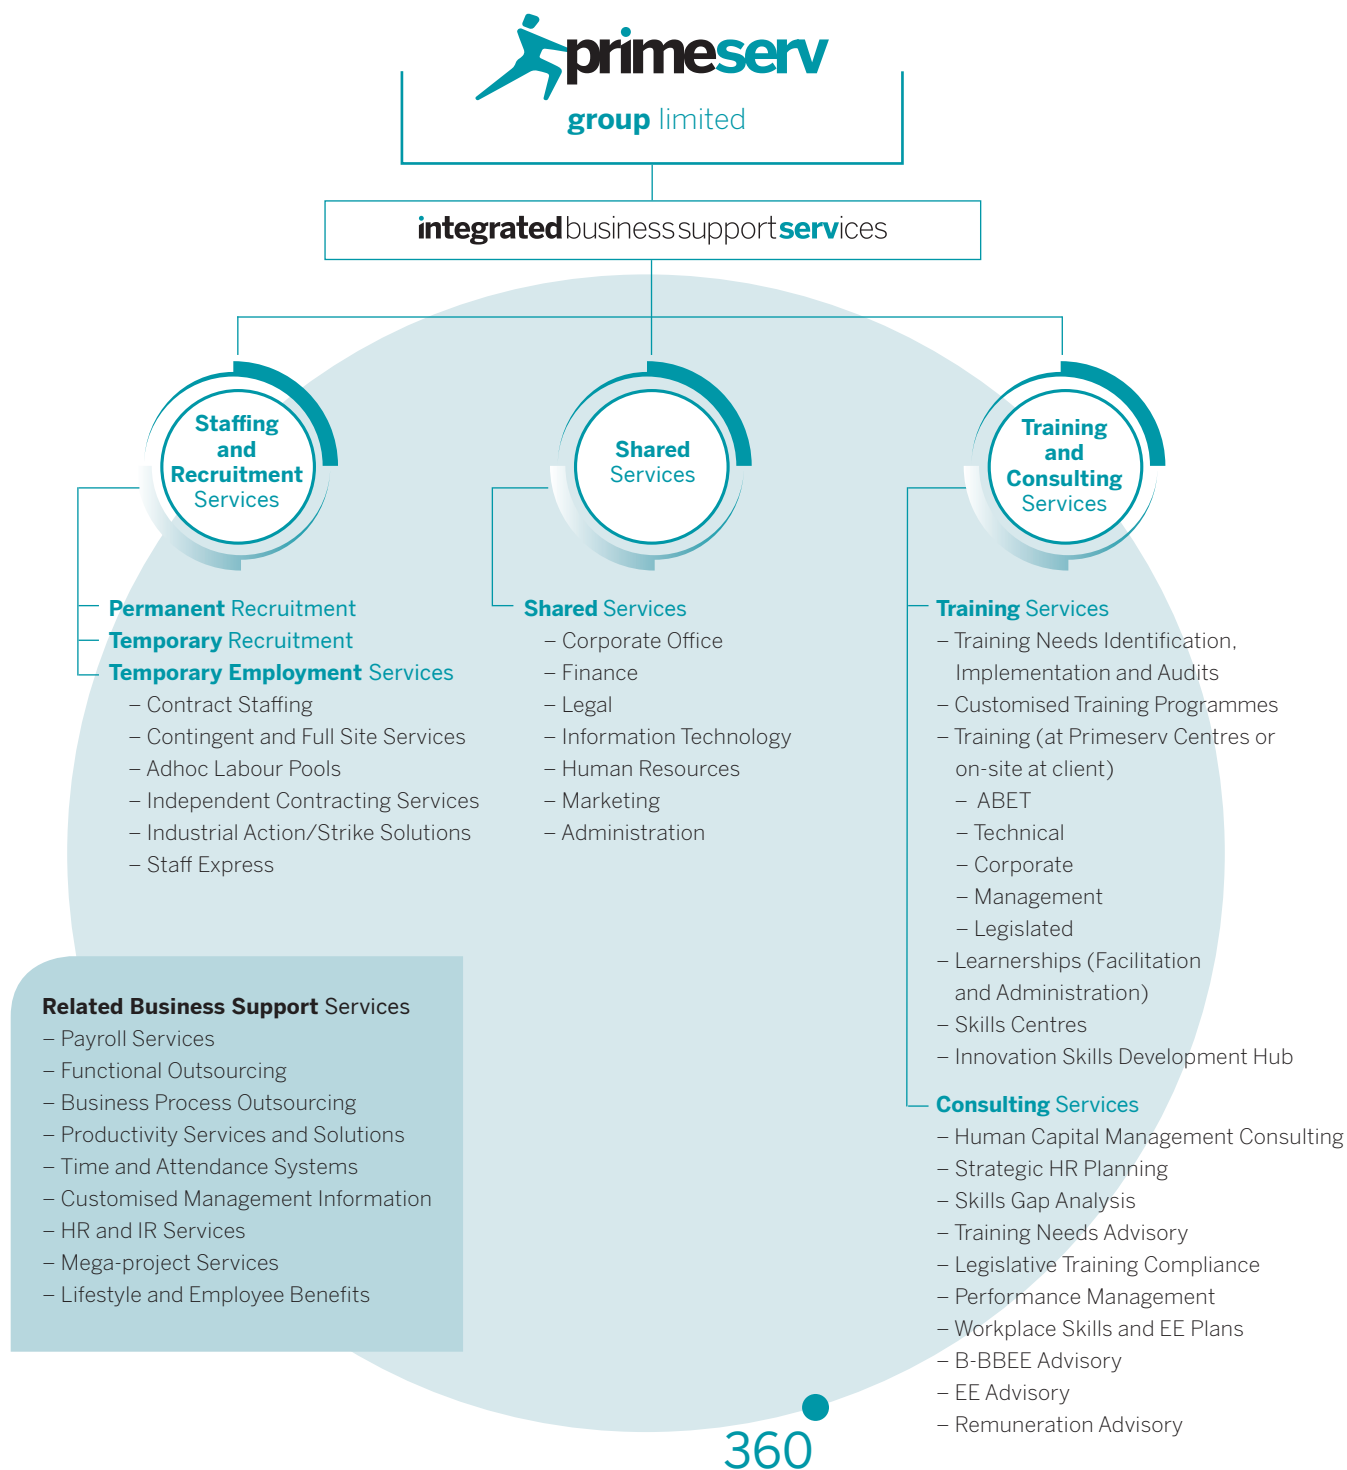 primeserv
group limited
integratedbusinesssupportservices
Staffing
and
Recruitment
Services
Shared
Services
Training
and
Consulting
Services
Permanent Recruitment
Temporary Recruitment
Temporary Employment Services
– Contract Staffing
– Contingent and Full Site Services
– Adhoc Labour Pools
– Independent Contracting Services
– Industrial Action/Strike Solutions
– Staff Express
Related Business Support Services
– Payroll Services
– Functional Outsourcing
– Business Process Outsourcing
– Productivity Services and Solutions
– Time and Attendance Systems
– Customised Management Information
– HR and IR Services
– Mega-project Services
– Lifestyle and Employee Benefits
Shared Services
– Corporate Office
– Finance
– Legal
– Information Technology
– Human Resources
– Marketing
– Administration
Training Services
– Training Needs Identification,
Implementation and Audits
– Customised Training Programmes
– Training (at Primeserv Centres or
on-site at client)
– ABET
– Technical
– Corporate
– Management
– Legislated
– Learnerships (Facilitation
and Administration)
– Skills Centres
– Innovation Skills Development Hub
Consulting Services
– Human Capital Management Consulting
– Strategic HR Planning
– Skills Gap Analysis
– Training Needs Advisory
– Legislative Training Compliance
– Performance Management
– Workplace Skills and EE Plans
– B-BBEE Advisory
– EE Advisory
– Remuneration Advisory
360